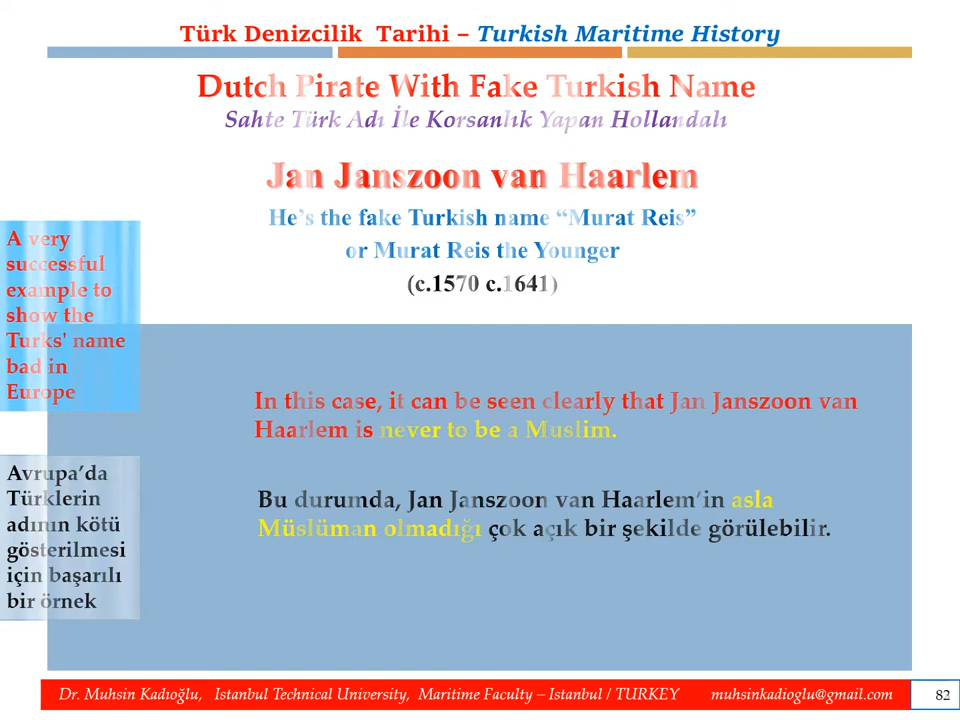 Türk Denizcilik Tarihi – Turkish Maritime History
Dutch Pirate With Fake Turkish Name
Sahte Türk Adı İle Korsanlık Yapan Hollandalı
Jan Janszoon van Haarlem
He’s the fake Turkish name “Murat Reis”
or Murat Reis the Younger
(c.1570 c.1641)
A very
successful
example to
show the
Turks' name
bad in
Europe
In this case, it can be seen clearly that Jan Janszoon van
Haarlem is never to be a Muslim.
Avrupa’da
Türklerin
adının kötü
gösterilmesi
için başarılı
bir örnek
Bu durumda, Jan Janszoon van Haarlem’in asla
Müslüman olmadığı çok açık bir şekilde görülebilir.
Dr. Muhsin Kadıoğlu, Istanbul Technical University, Maritime Faculty – Istanbul / TURKEY muhsinkadioglu@gmail.com 82